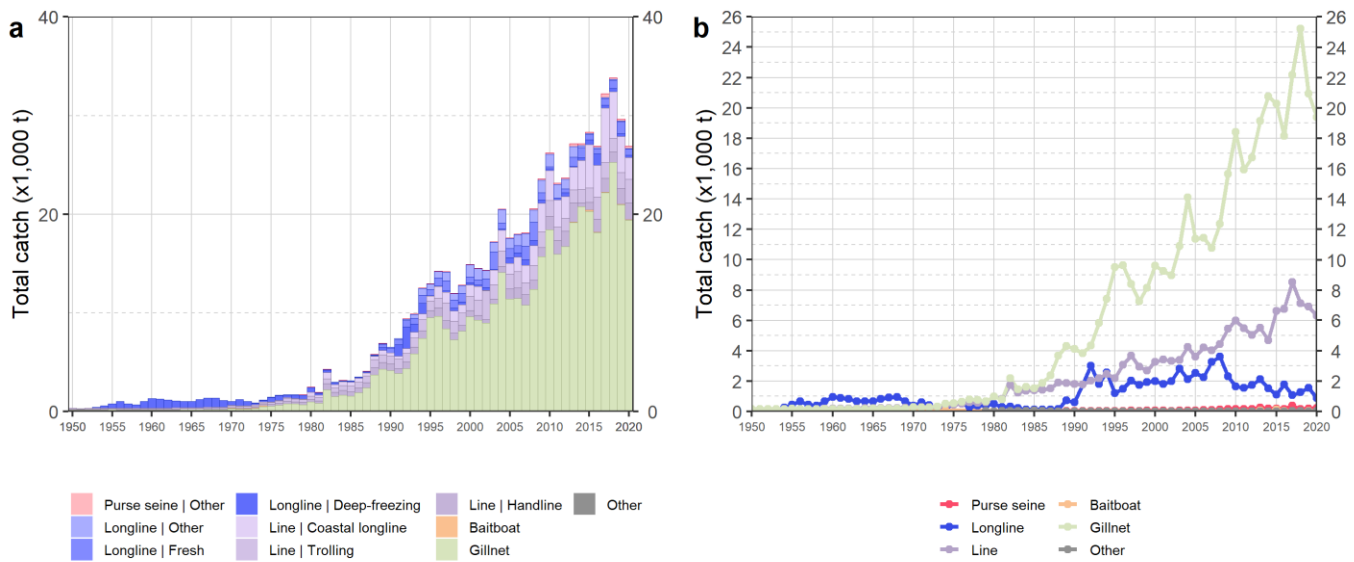 a
Total catch (x1,000 t)
40
20
0
40
20
0
1950 1955 1960 1965 1970 1975 1980 1985 1990 1995 2000 2005 2010 2015 2020
Purse seine | Other
Longline | Deep-freezing
Line | Handline
Other
Longline | Other
Line | Coastal longline
Baitboat
Longline | Fresh
Line | Trolling
Gillnet
b
Total catch (x1,000 t)
26
24
22
20
18
16
14
12
10
8
6
4
2
0
26
24
22
20
18
16
14
12
10
8
6
4
2
0
1950 1955 1960 1965 1970 1975 1980 1985 1990 1995 2000 2005 2010 2015 2020
Purse seine
Baitboat
Longline
Gillnet
Line
Other